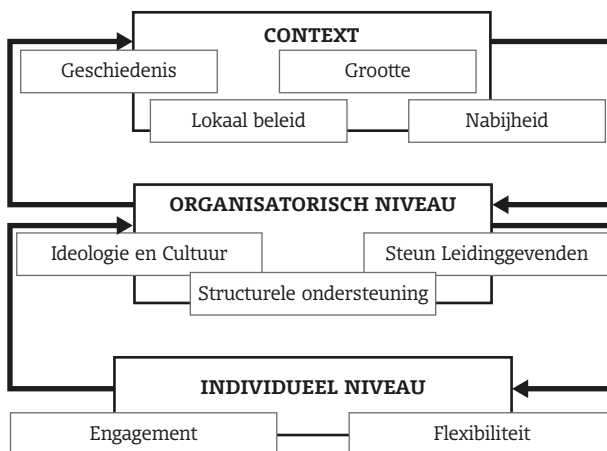 CONTEXT
Geschiedenis
Grootte
Lokaal beleid
Nabijheid
ORGANISATORISCH NIVEAU
Ideologie en Cultuur
Steun Leidinggevenden
Structurele ondersteuning
INDIVIDUEEL NIVEAU
Engagement
Flexibiliteit